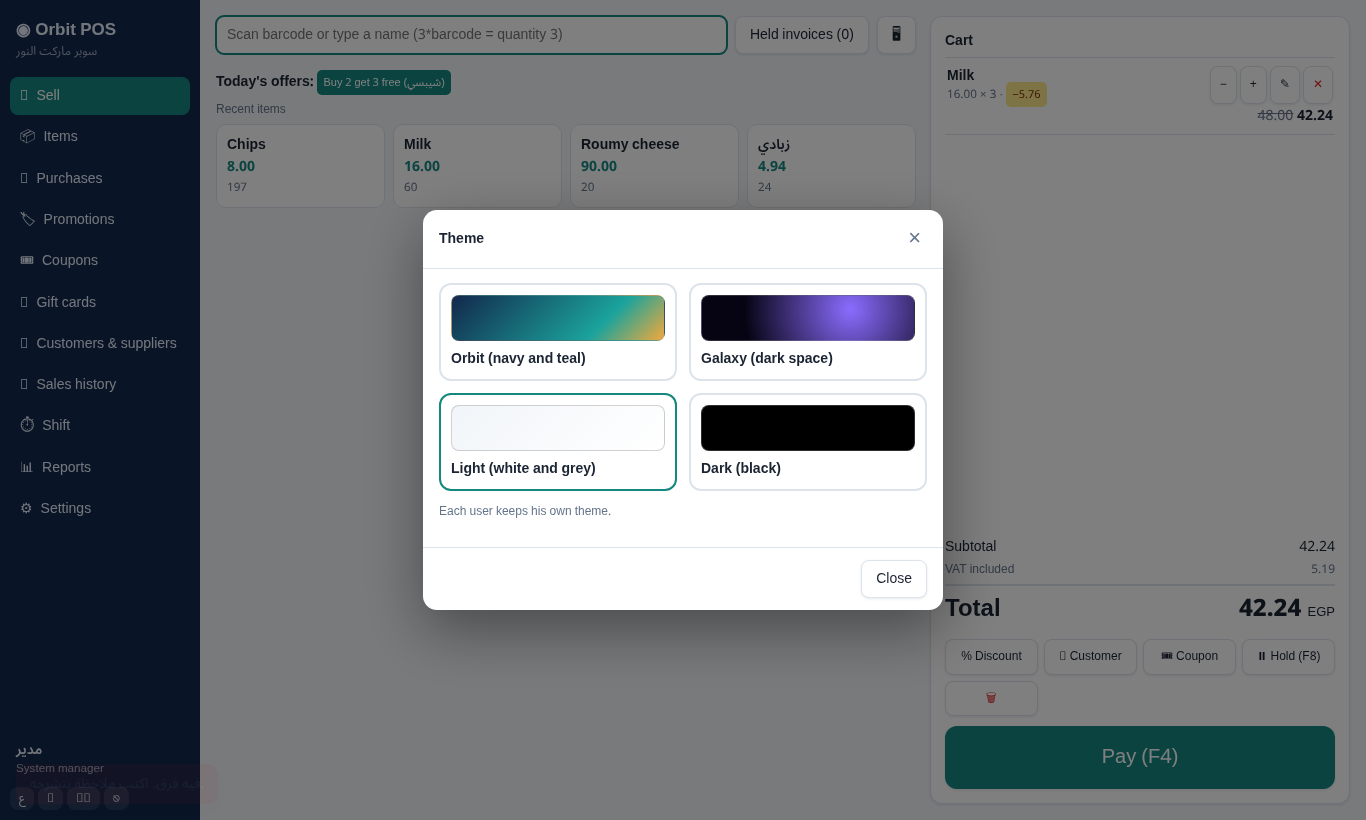 ◉ Orbit POS
سوبر ماركت النور
Sell
Items
Purchases
Promotions
Coupons
Gift cards
Customers & suppliers
Sales history
Shift
Reports
Settings
مدير
System manager
ع
Scan barcode or type a name (3*barcode = quantity 3)
Held invoices (0)
Today's offers: Buy 2 get 3 free (شيبسي)
Recent items
Chips
8.00
197
Milk
16.00
60
Roumy cheese
90.00
20
زبادي
4.94
24
Theme ×
Orbit (navy and teal)
Galaxy (dark space)
Light (white and grey)
Dark (black)
Each user keeps his own theme.
Close
Cart
Milk
16.00 × 3 · −5.76
− + ✎ ✕
48.00 42.24
Subtotal 42.24
VAT included 5.19
Total 42.24 EGP
% Discount
Customer
Coupon
Hold (F8)
Pay (F4)